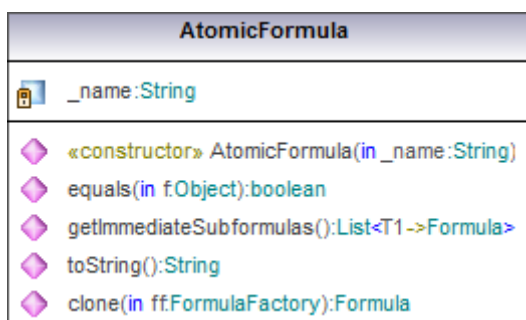 AtomicFormula
_name:String
«constructor» AtomicFormula(in _name:String)
equals(in f:Object):boolean
getImmediateSubformulas():List<T1->Formula>
toString():String
clone(in ff:FormulaFactory):Formula